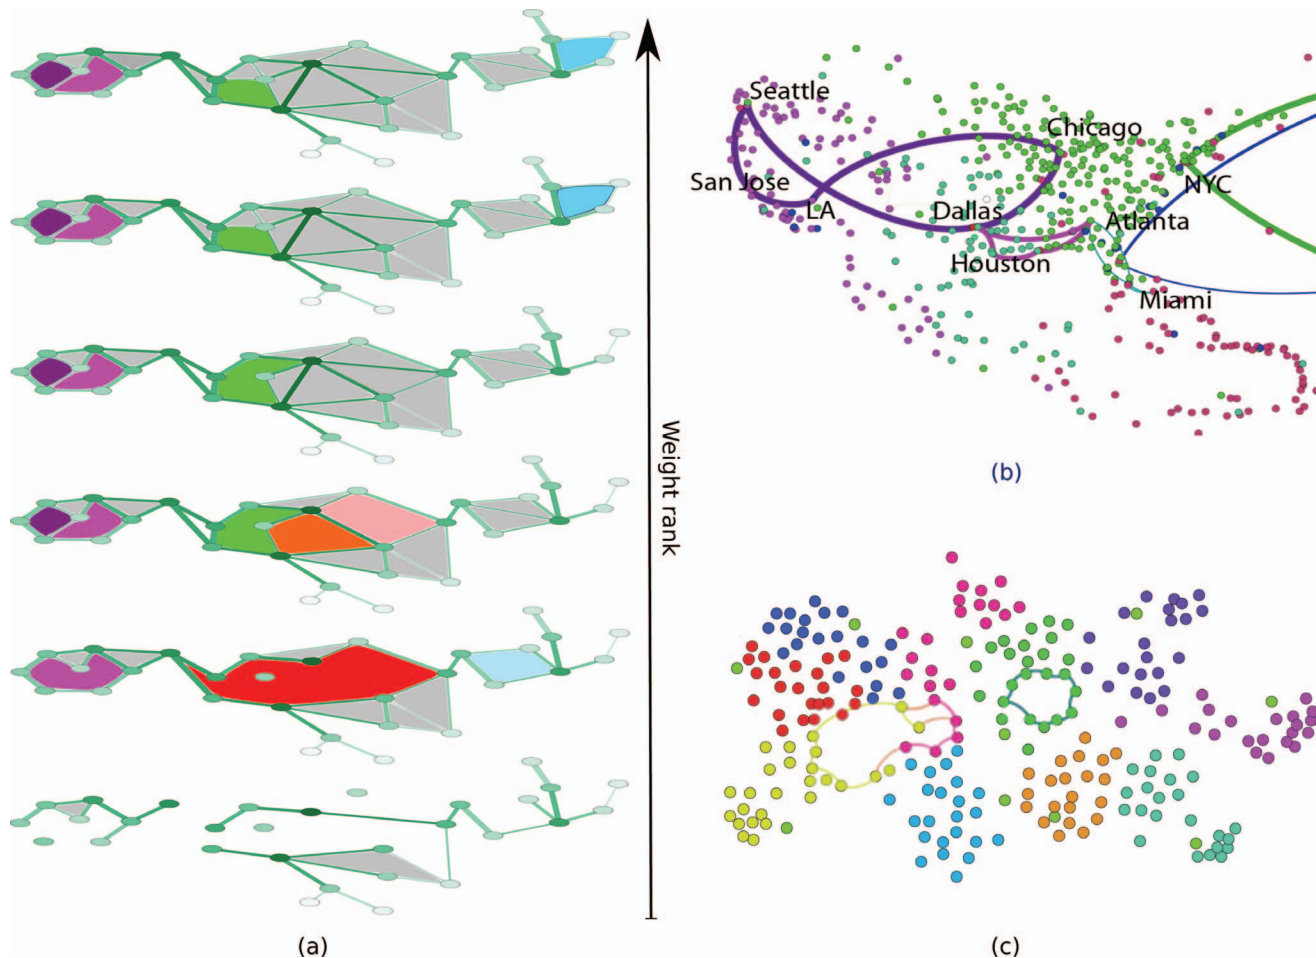 Weight rank
(a)
Seattle
Chicago
San Jose
LA
NYC
Dallas
Atlanta
Houston
Miami
(b)
(c)